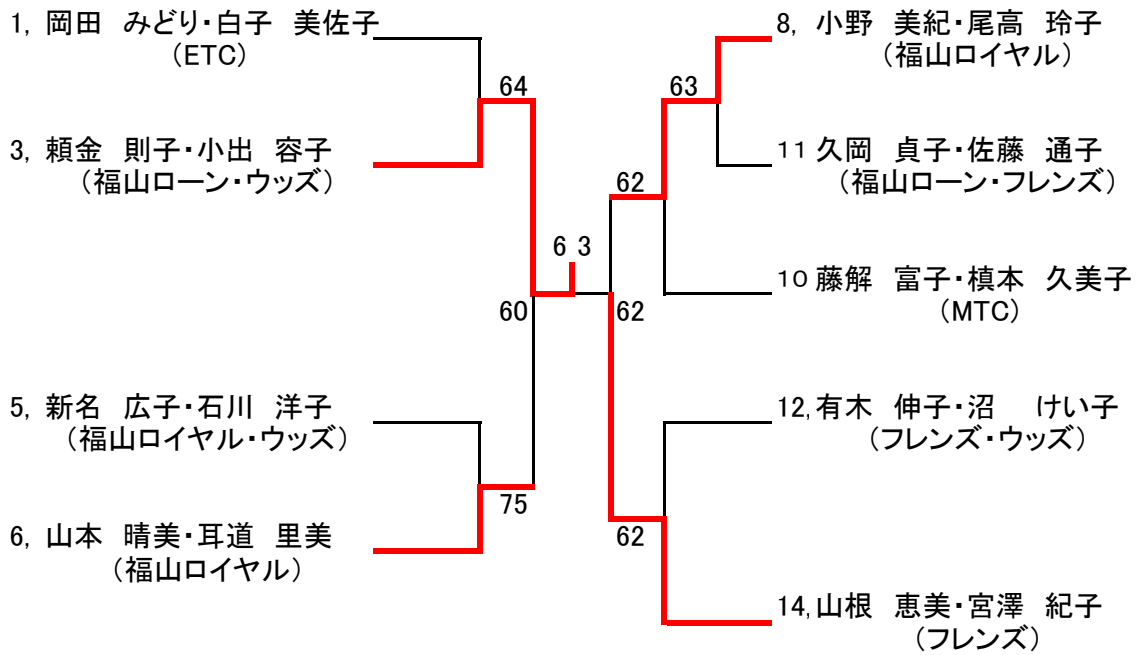 1, 岡田　みどり・白子　美佐子
(ETC)
3, 頼金　則子・小出　容子
(福山ローン・ウッズ)
5, 新名　広子・石川　洋子
(福山ロイヤル・ウッズ)
6, 山本　晴美・耳道　里美
(福山ロイヤル)
64
60
75
6 3
63
62
62
62
8, 小野　美紀・尾高　玲子
(福山ロイヤル)
11 久岡　貞子・佐藤　通子
(福山ローン・フレンズ)
10 藤解　富子・槙本　久美子
(MTC)
12,有木　伸子・沼　けい子
(フレンズ・ウッズ)
14,山根　恵美・宮澤　紀子
(フレンズ)